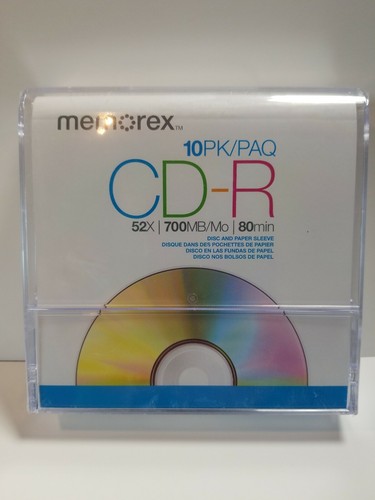 memorex™
10PK/PAQ
CD-R
52X | 700MB/Mo | 80min
DISC AND PAPER SLEEVE
DISQUE DANS DES POCHETTES DE PAPIER
DISCO EN LAS FUNDAS DE PAPEL
DISCO NOS BOLSOS DE PAPEL